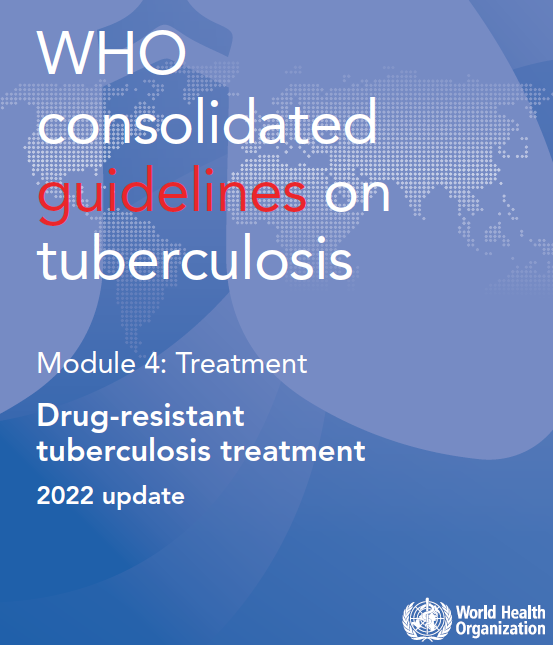 WHO
consolidated
guidelines on
tuberculosis
Module 4: Treatment
Drug-resistant
tuberculosis treatment
2022 update
World Health
Organization